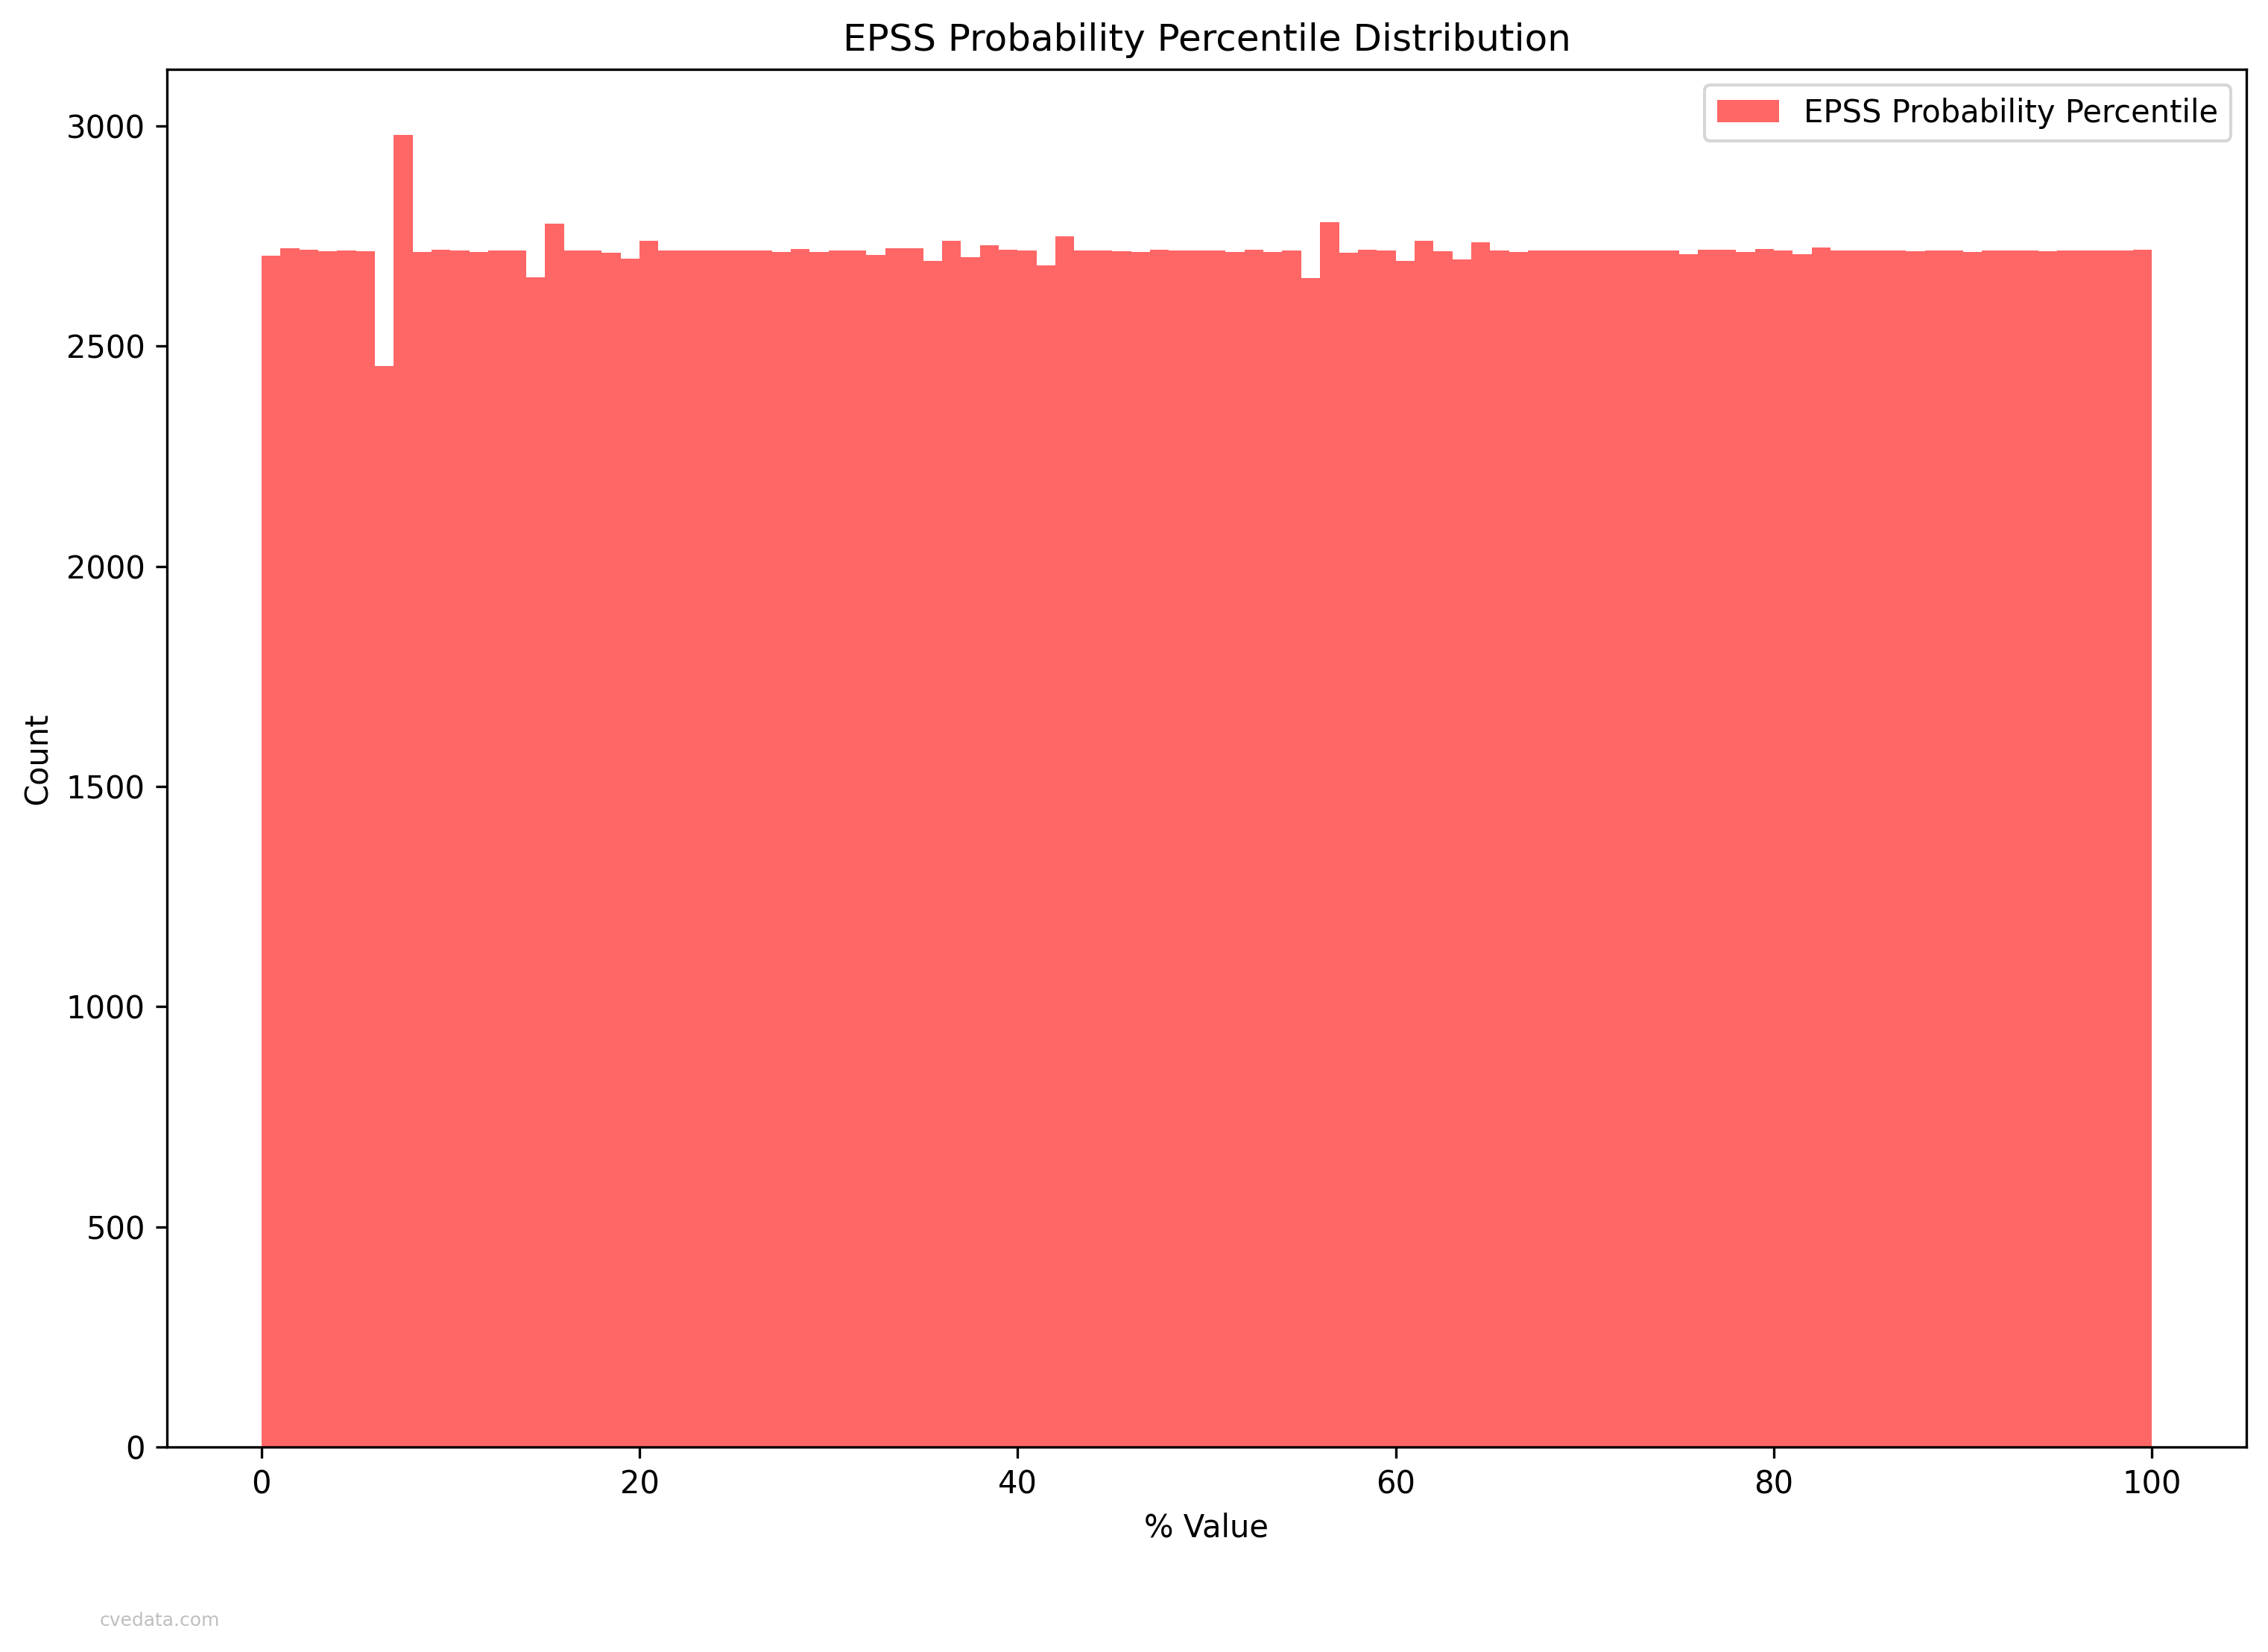 EPSS Probability Percentile Distribution
EPSS Probability Percentile
3000
2500
2000
1500
1000
500
0
Count
0 20 40 60 80 100
% Value
cvedata.com